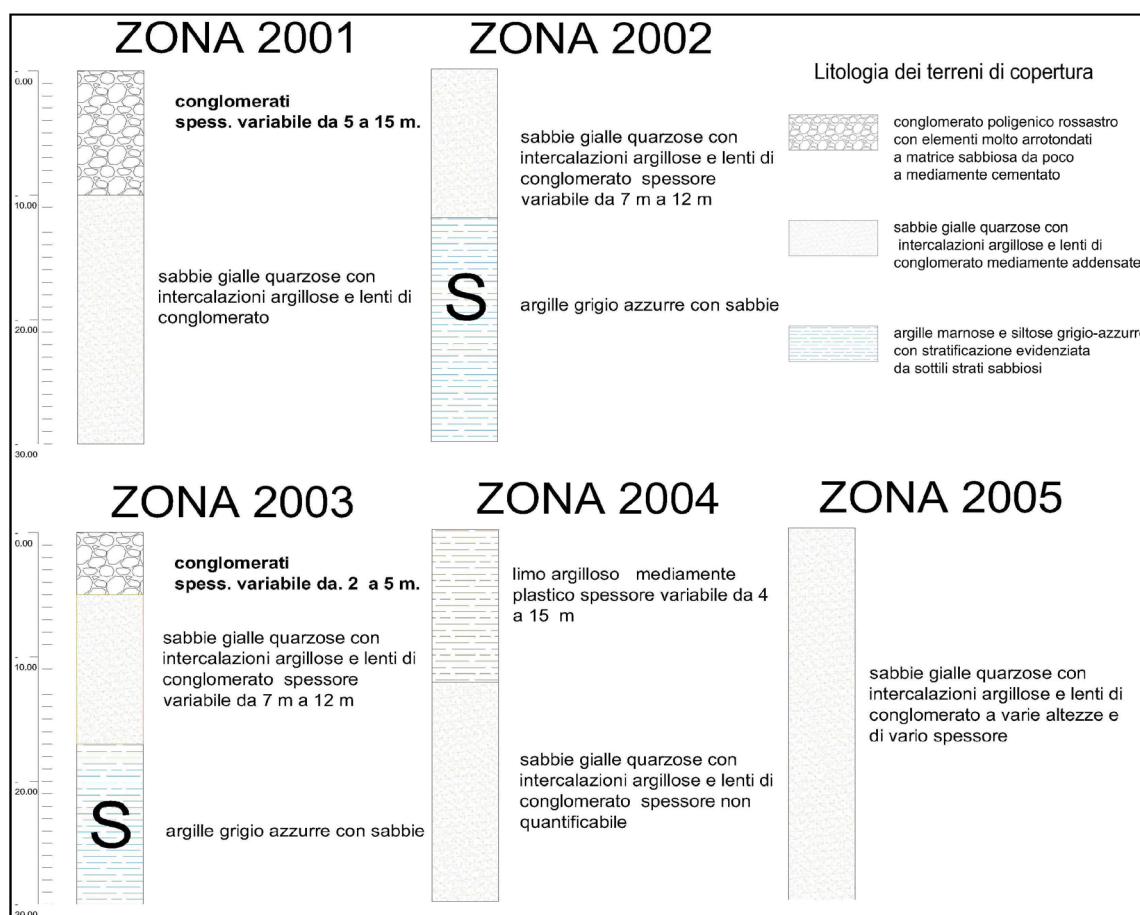 ZONA 2001
0.00
10.00
20.00
30.00
conglomerati
spess. variabile da 5 a 15 m.
sabbie gialle quarzose con
intercalazioni argillose e lenti di
conglomerato
ZONA 2002
sabbie gialle quarzose con
intercalazioni argillose e lenti di
conglomerato spessore
variabile da 7 m a 12 m
S
argille grigio azzurre con sabbie
Litologia dei terreni di copertura
conglomerato poligenico rossastro
con elementi molto arrotondati
a matrice sabbiosa da poco
a mediamente cementato
sabbie gialle quarzose con
intercalazioni argillose e lenti di
conglomerato mediamente addensate
argille marnose e siltose grigio-azzurre
con stratificazione evidenziata
da sottili strati sabbiosi
ZONA 2003
0.00
10.00
20.00
30.00
conglomerati
spess. variabile da. 2 a 5 m.
sabbie gialle quarzose con
intercalazioni argillose e lenti di
conglomerato spessore
variabile da 7 m a 12 m
S
argille grigio azzurre con sabbie
ZONA 2004
limo argilloso mediamente
plastico spessore variabile da 4
a 15 m
sabbie gialle quarzose con
intercalazioni argillose e lenti di
conglomerato spessore non
quantificabile
ZONA 2005
sabbie gialle quarzose con
intercalazioni argillose e lenti di
conglomerato a varie altezze e
di vario spessore